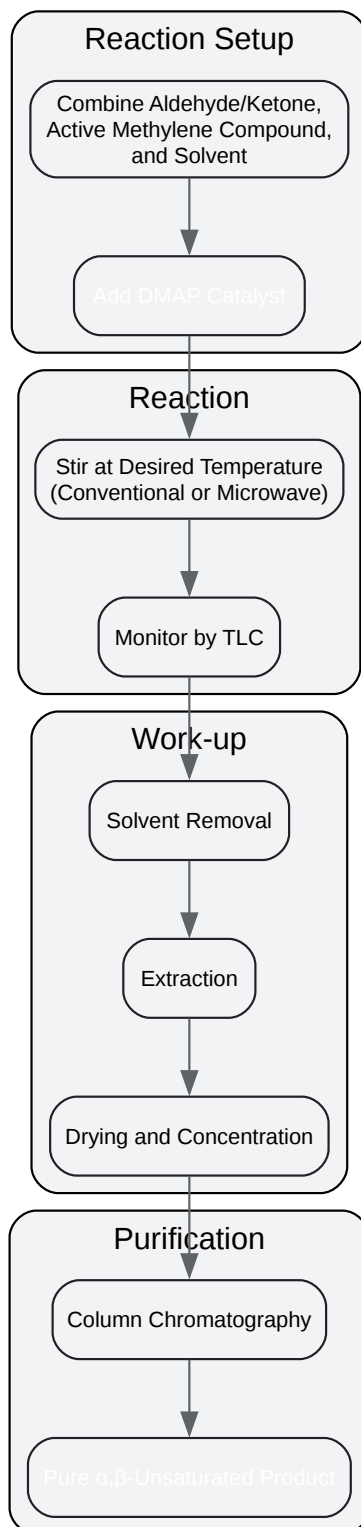 Reaction Setup
Combine Aldehyde/Ketone,
Active Methylene Compound,
and Solvent
Add DMAP Catalyst
Reaction
Stir at Desired Temperature
(Conventional or Microwave)
Monitor by TLC
Work-up
Solvent Removal
Extraction
Drying and Concentration
Purification
Column Chromatography
Pure α,β-Unsaturated Product